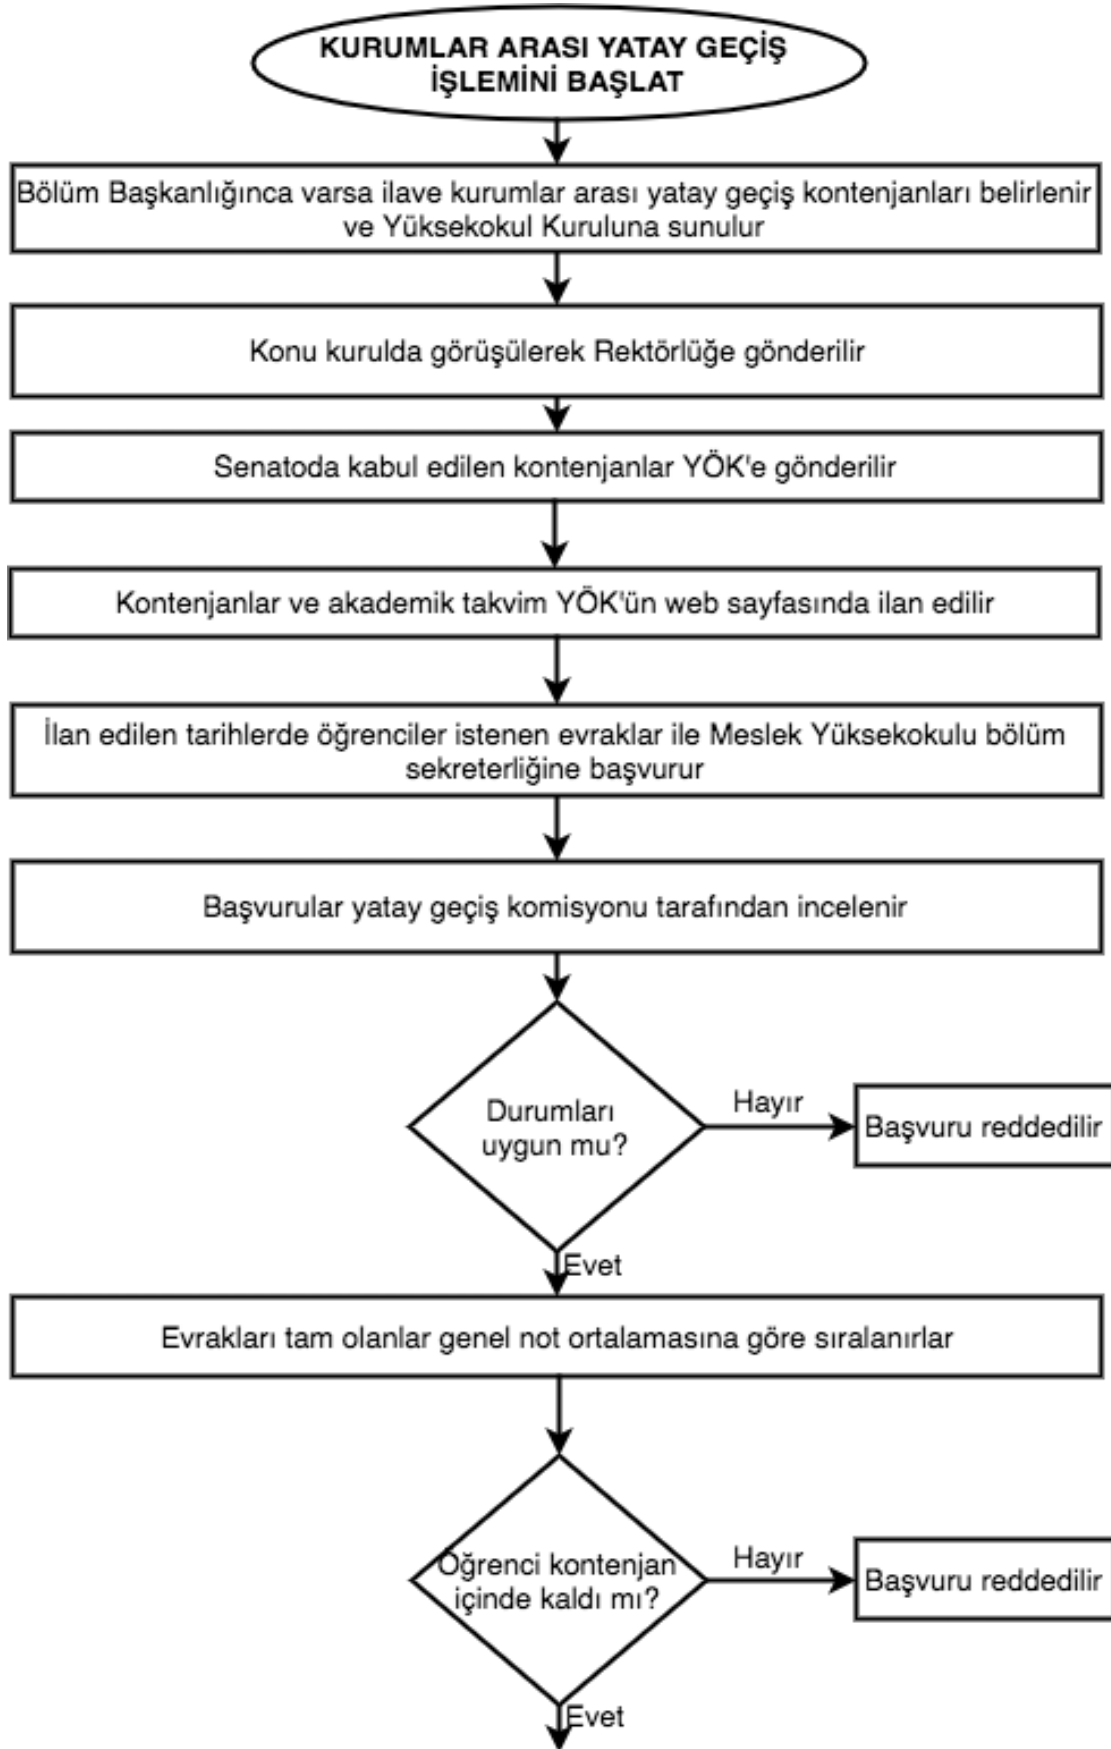 KURUMLAR ARASI YATAY GEÇİŞ
İŞLEMİNİ BAŞLAT
Bölüm Başkanlığınca varsa ilave kurumlar arası yatay geçiş kontenjanları belirlenir
ve Yüksekokul Kuruluna sunulur
Konu kurulda görüşülerek Rektörlüğe gönderilir
Senatoda kabul edilen kontenjanlar YÖK'e gönderilir
Kontenjanlar ve akademik takvim YÖK'ün web sayfasında ilan edilir
İlan edilen tarihlerde öğrenciler istenen evraklar ile Meslek Yüksekokulu bölüm
sekreterliğine başvurur
Başvurular yatay geçiş komisyonu tarafından incelenir
Durumları
uygun mu?
Hayır
Başvuru reddedilir
Evet
Evrakları tam olanlar genel not ortalamasına göre sıralanırlar
Öğrenci kontenjan
içinde kaldı mı?
Hayır
Başvuru reddedilir
Evet